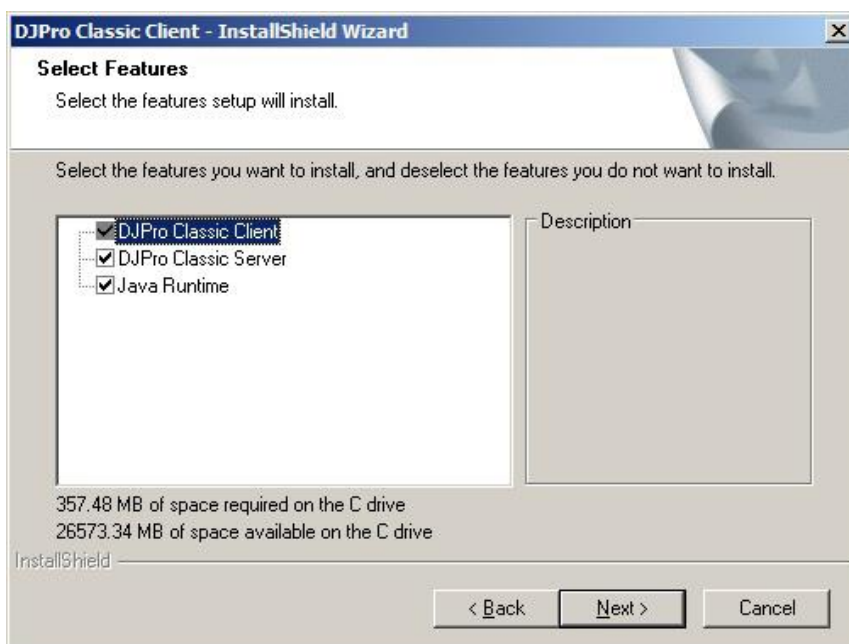 DJPro Classic Client - InstallShield Wizard
Select Features
Select the features setup will install.
Select the features you want to install, and deselect the features you do not want to install.
DJPro Classic Client
DJPro Classic Server
Java Runtime
Description
357.48 MB of space required on the C drive
26573.34 MB of space available on the C drive
InstallShield
< Back
Next >
Cancel